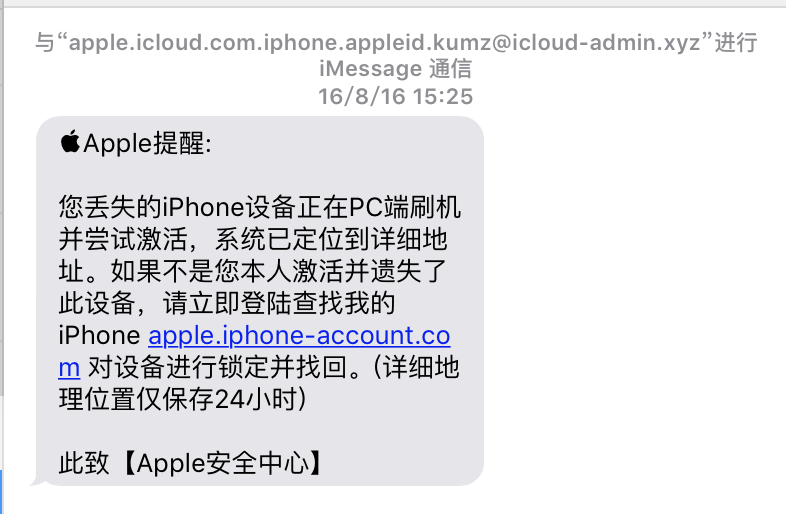 与“apple.icloud.com.iphone.appleid.kumz@icloud-admin.xyz”进行
iMessage 通信
16/8/16 15:25
Apple提醒:
您丢失的iPhone设备正在PC端刷机
并尝试激活，系统已定位到详细地
址。如果不是您本人激活并遗失了
此设备，请立即登陆查找我的
iPhone apple.iphone-account.co
m 对设备进行锁定并找回。（详细地
理位置仅保存24小时）
此致【Apple安全中心】